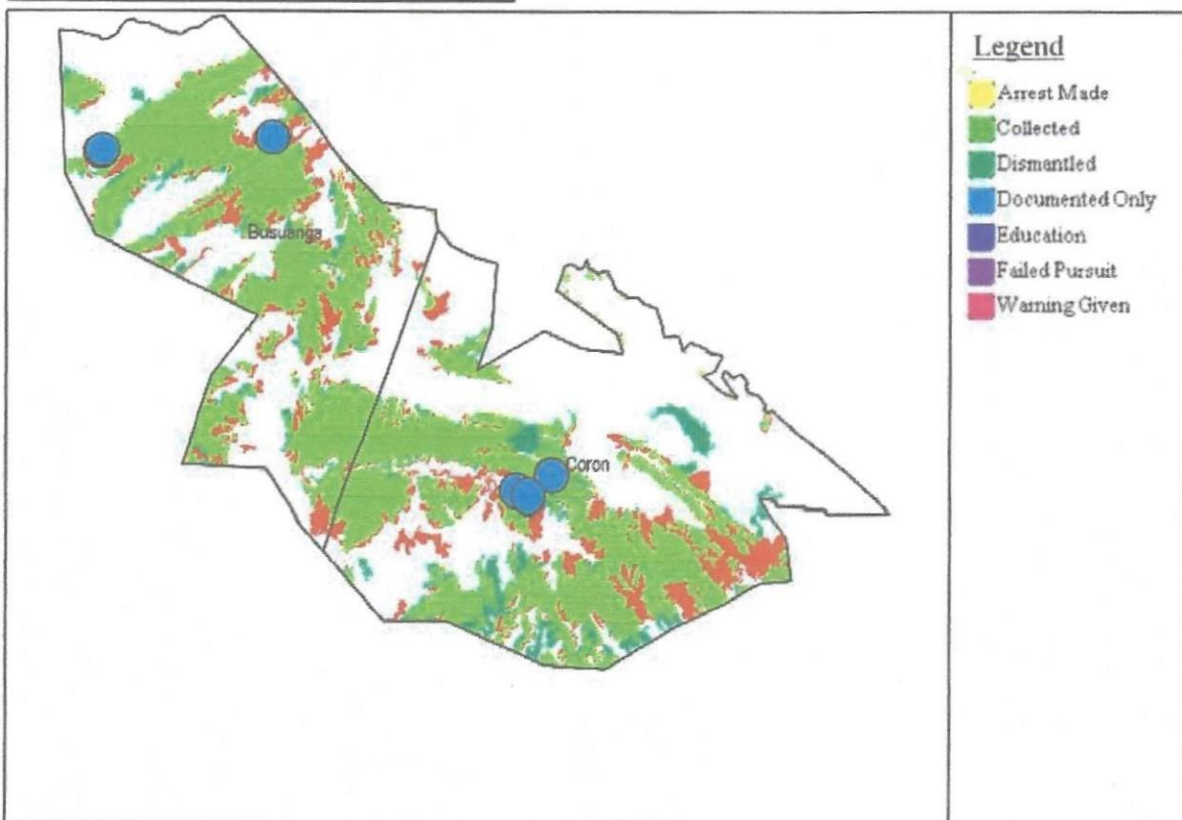 Legend
Arrest Made
Collected
Dismantled
Documented Only
Education
Failed Pursuit
Warning Given
Busuanga
Coron